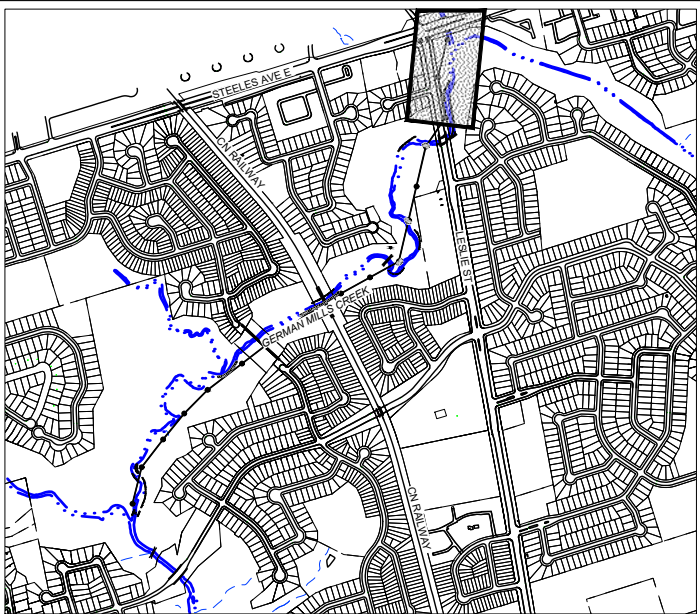 STEELES AVE E
CN RAILWAY
LESLIE ST
GERMAN MILLS CREEK
CN RAILWAY